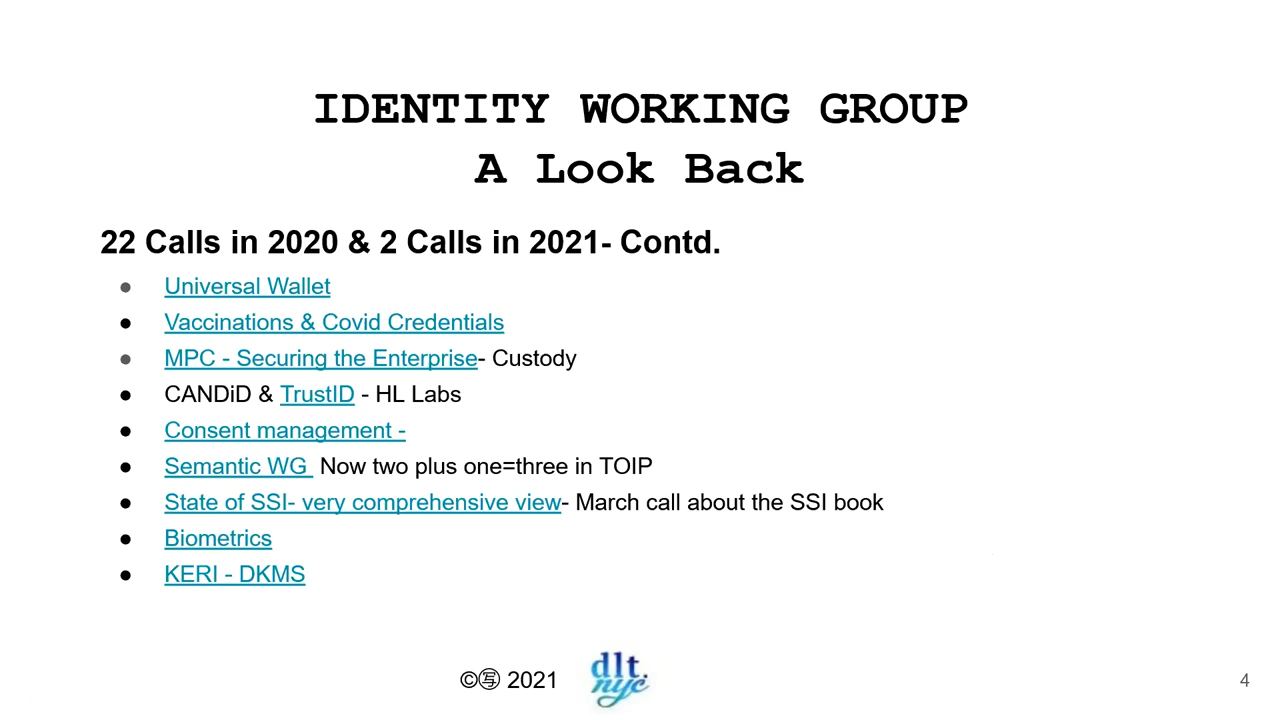 IDENTITY WORKING GROUP
A Look Back
22 Calls in 2020 & 2 Calls in 2021- Contd.
● Universal Wallet
● Vaccinations & Covid Credentials
● MPC - Securing the Enterprise- Custody
● CANDiD & TrustID - HL Labs
● Consent management -
● Semantic WG  Now two plus one=three in TOIP
● State of SSI- very comprehensive view- March call about the SSI book
● Biometrics
● KERI - DKMS
©㊢ 2021
dlt.
nyc
4